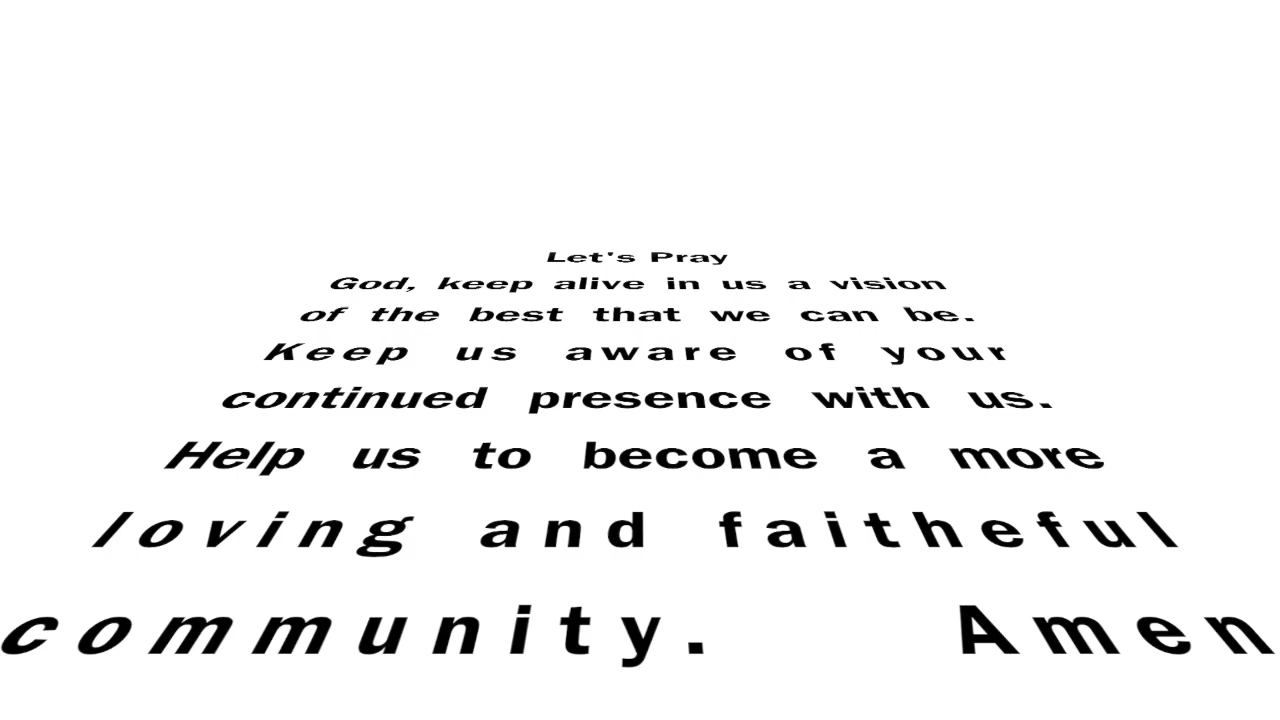 Let's Pray
God, keep alive in us a vision
of the best that we can be.
Keep us aware of your
continued presence with us.
Help us to become a more
loving and faitheful
community. Amen